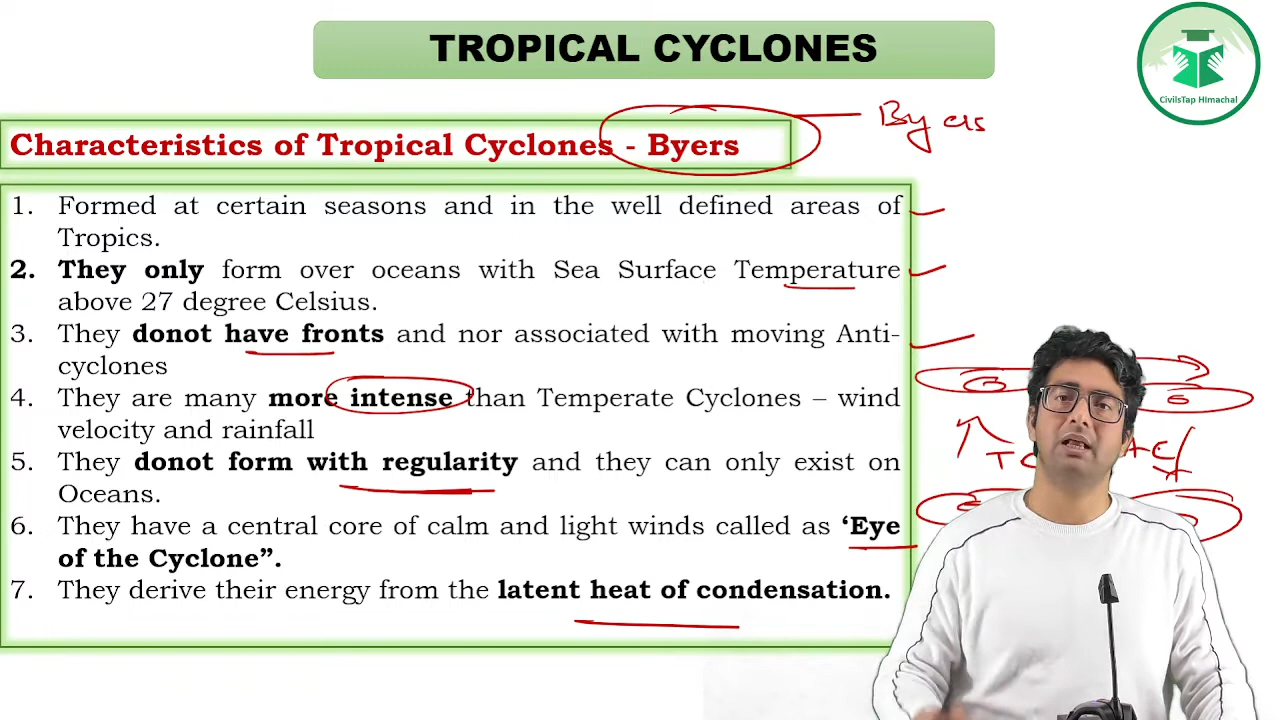 TROPICAL CYCLONES
CivilsTap Himachal
Byers
Characteristics of Tropical Cyclones - Byers
1. Formed at certain seasons and in the well defined areas of
Tropics.
2. They only form over oceans with Sea Surface Temperature
above 27 degree Celsius.
3. They donot have fronts and nor associated with moving Anti-
cyclones
4. They are many more intense than Temperate Cyclones – wind
velocity and rainfall
5. They donot form with regularity and they can only exist on
Oceans.
6. They have a central core of calm and light winds called as ‘Eye
of the Cyclone”.
7. They derive their energy from the latent heat of condensation.